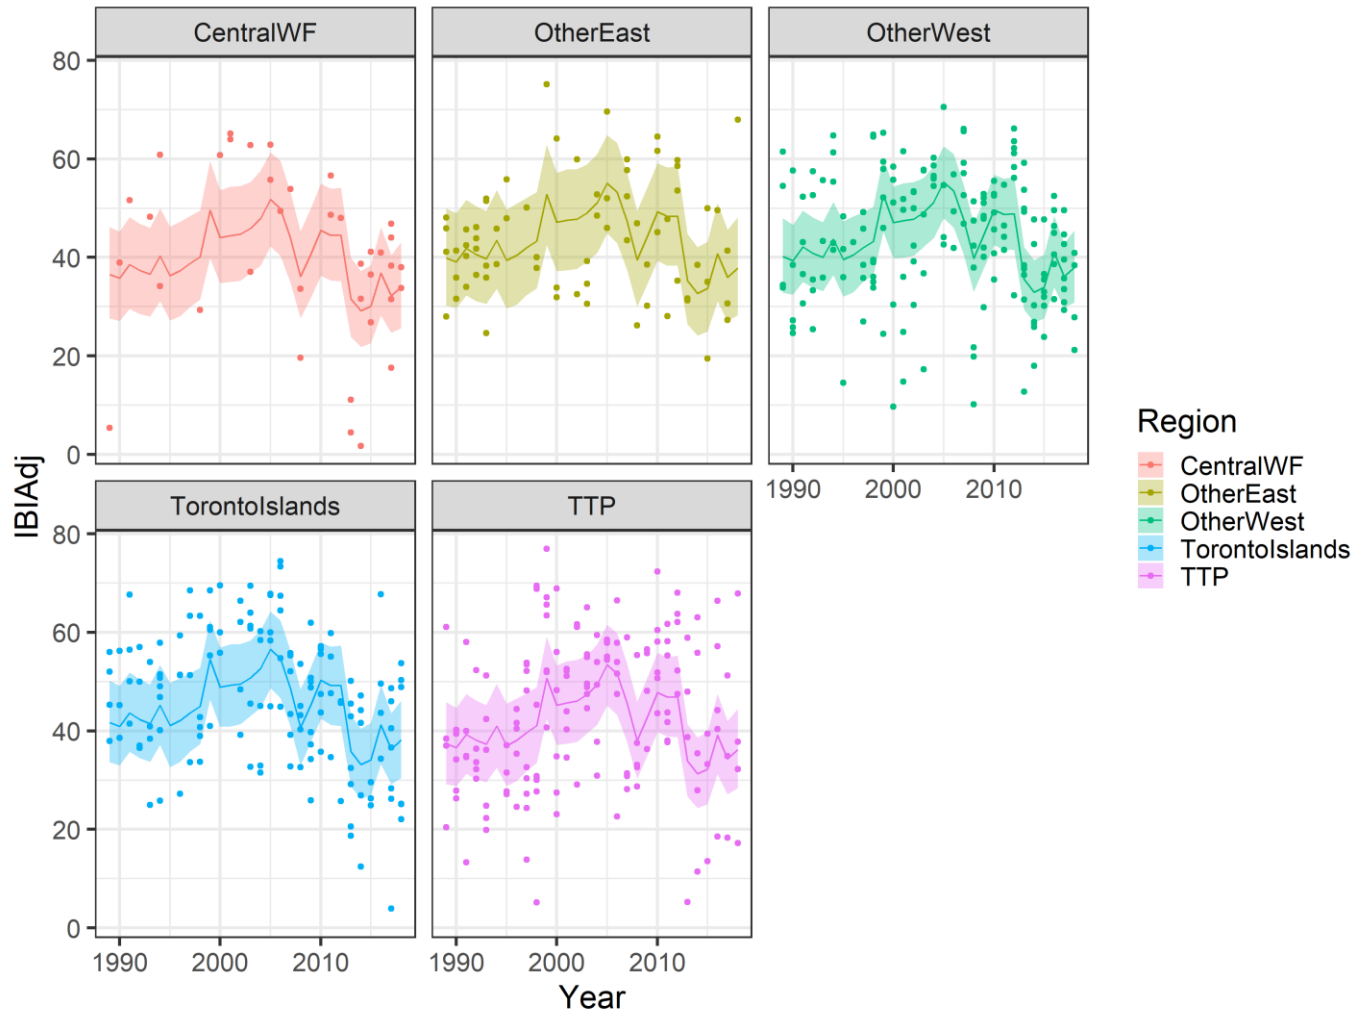 CentralWF OtherEast OtherWest
80
60
40
20
0
1990 2000 2010
IBIAdj
TorontoIslands TTP
80
60
40
20
0
1990 2000 2010 1990 2000 2010
Year
Region
CentralWF
OtherEast
OtherWest
TorontoIslands
TTP